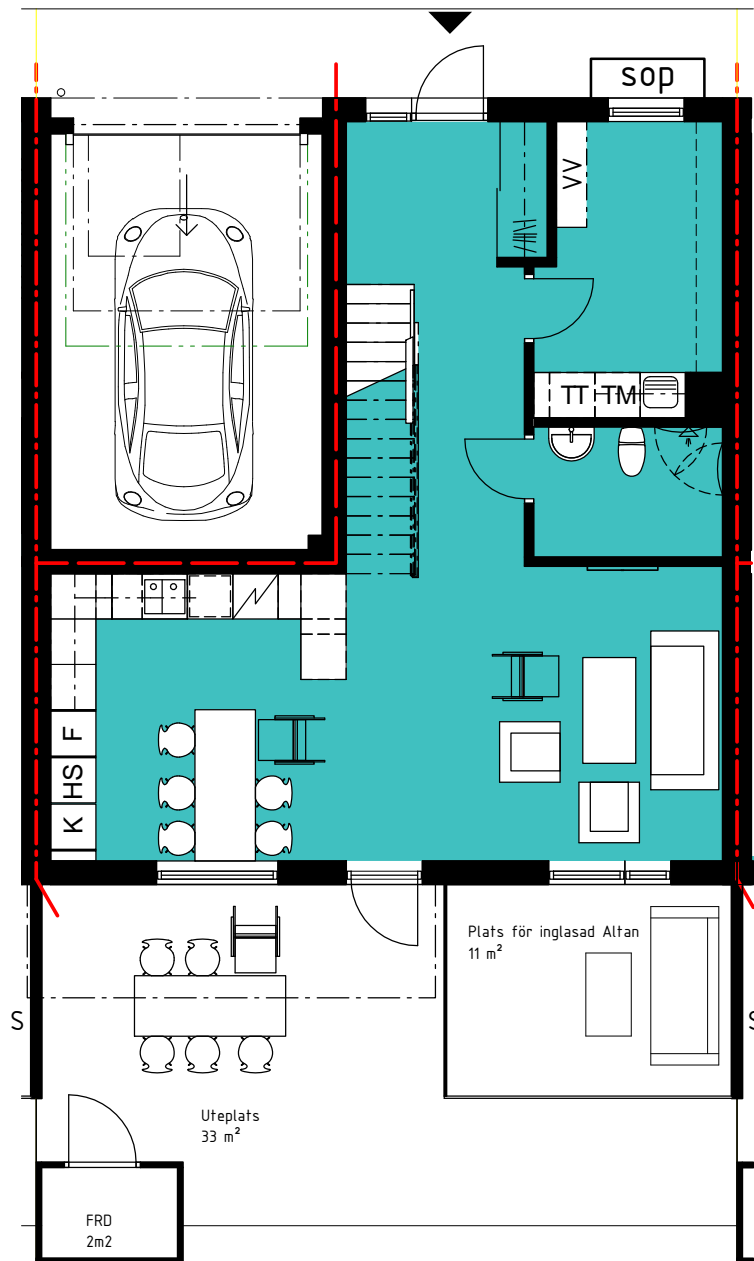 sop
VV
TT TM
F
HS
K
Plats för inglasad Altan
11 m²
S
S
Uteplats
33 m²
FRD
2m2